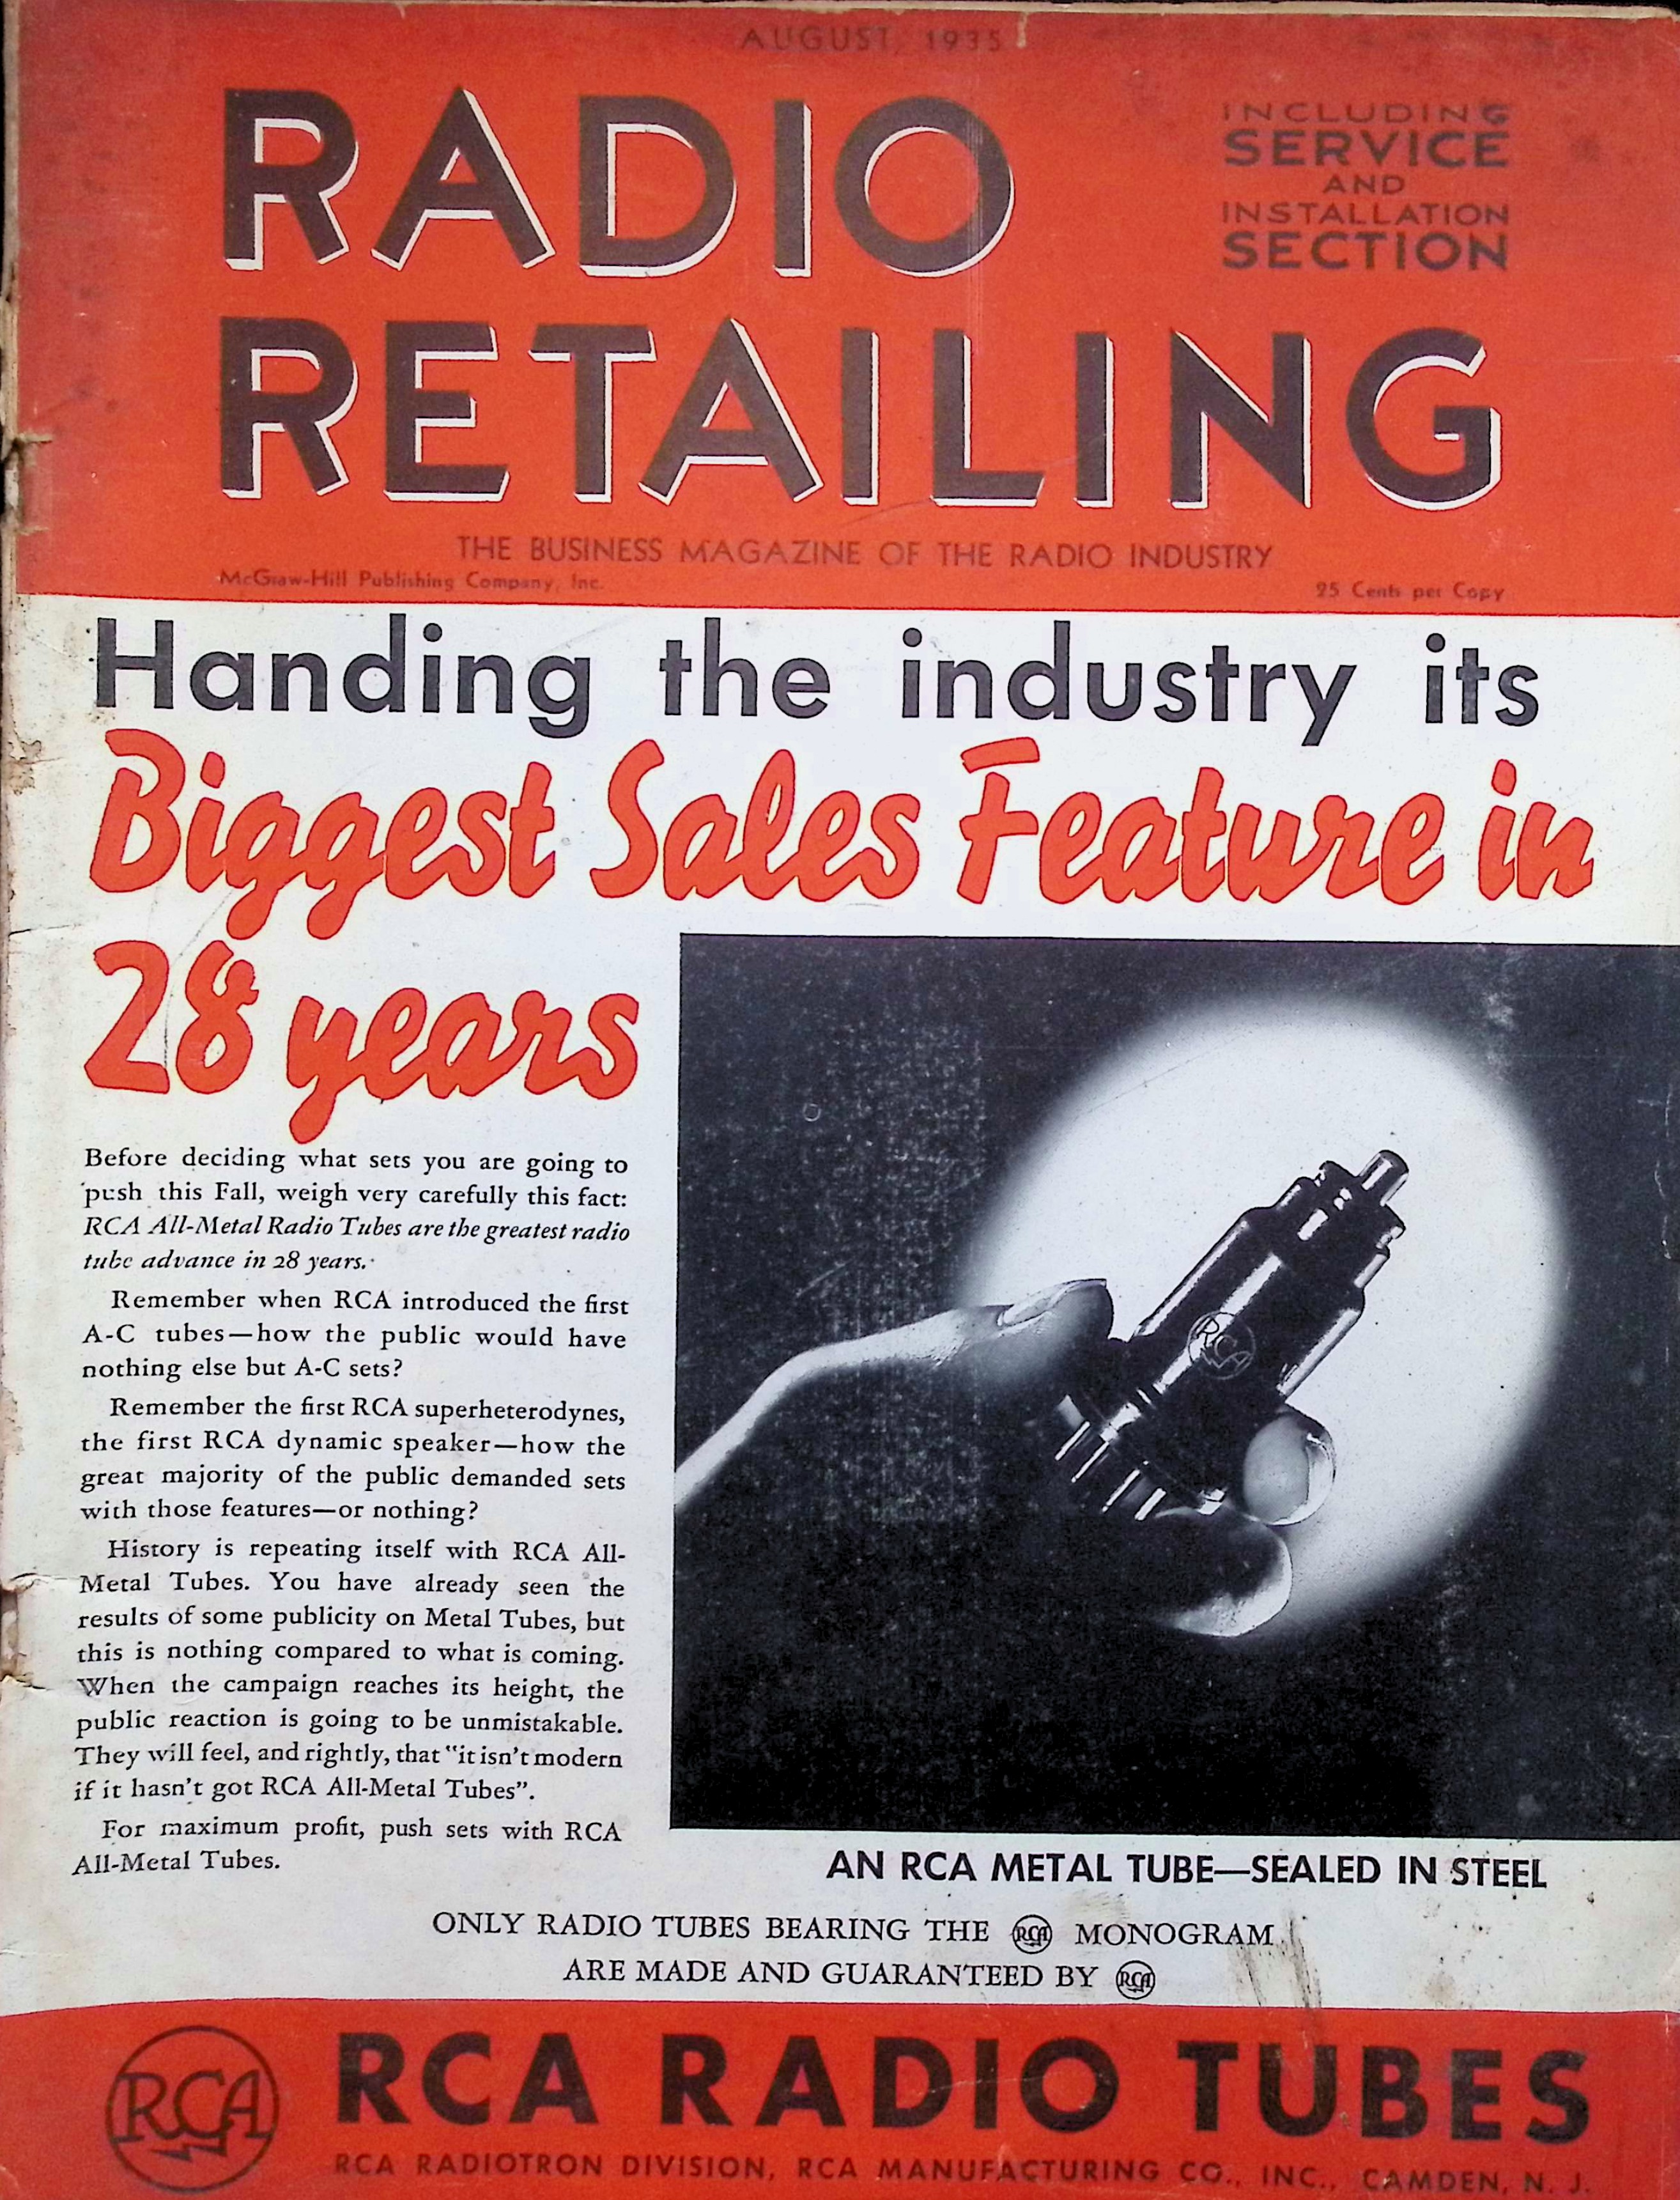 AUGUST, 1935
RADIO
RETAILING
INCLUDING
SERVICE
AND
INSTALLATION
SECTION
THE BUSINESS MAGAZINE OF THE RADIO INDUSTRY
McGraw-Hill Publishing Company, Inc.
25 Cents per Copy
Handing the industry its
Biggest Sales Feature in
28 years
Before deciding what sets you are going to
push this Fall, weigh very carefully this fact:
RCA All-Metal Radio Tubes are the greatest radio
tube advance in 28 years.
Remember when RCA introduced the first
A-C tubes—how the public would have
nothing else but A-C sets?
Remember the first RCA superheterodynes,
the first RCA dynamic speaker—how the
great majority of the public demanded sets
with those features—or nothing?
History is repeating itself with RCA All-
Metal Tubes. You have already seen the
results of some publicity on Metal Tubes, but
this is nothing compared to what is coming.
When the campaign reaches its height, the
public reaction is going to be unmistakable.
They will feel, and rightly, that "it isn't modern
if it hasn't got RCA All-Metal Tubes".
For maximum profit, push sets with RCA
All-Metal Tubes.
RCA
AN RCA METAL TUBE—SEALED IN STEEL
ONLY RADIO TUBES BEARING THE RCA MONOGRAM
ARE MADE AND GUARANTEED BY RCA
RCA
RCA RADIO TUBES
RCA RADIOTRON DIVISION, RCA MANUFACTURING CO., INC., CAMDEN, N. J.